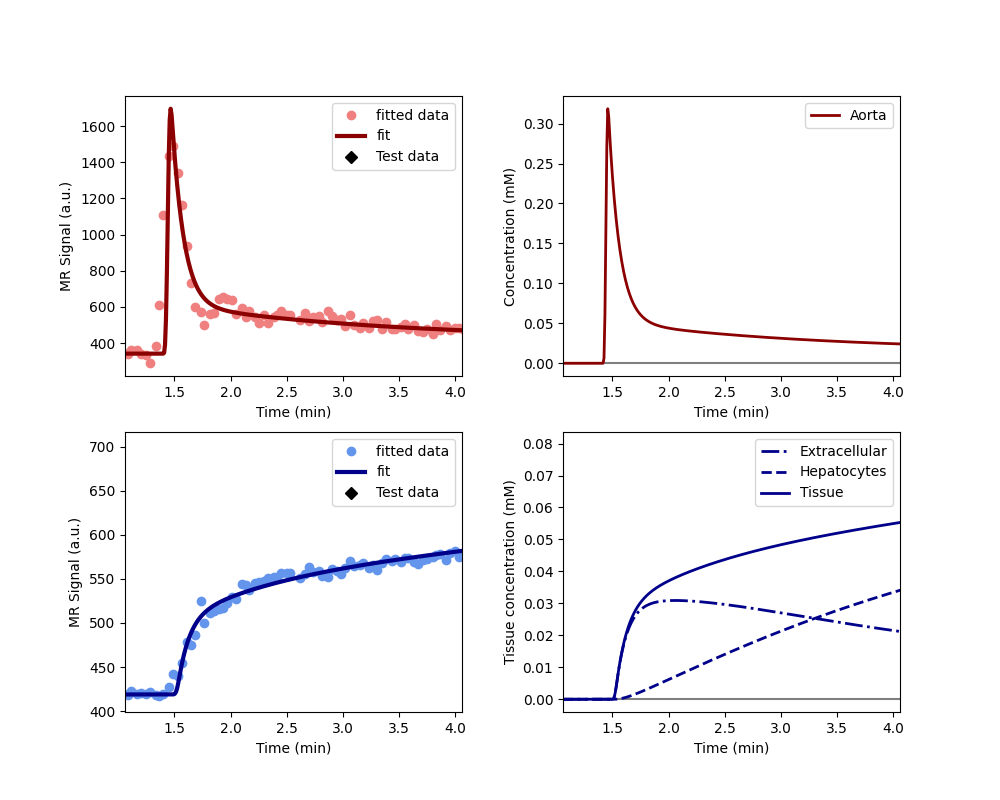 MR Signal (a.u.)
1600
1400
1200
1000
800
600
400
fitted data
fit
Test data
1.5 2.0 2.5 3.0 3.5 4.0
Time (min)
Concentration (mM)
0.30
0.25
0.20
0.15
0.10
0.05
0.00
Aorta
1.5 2.0 2.5 3.0 3.5 4.0
Time (min)
MR Signal (a.u.)
700
650
600
550
500
450
400
fitted data
fit
Test data
1.5 2.0 2.5 3.0 3.5 4.0
Time (min)
Tissue concentration (mM)
0.08
0.07
0.06
0.05
0.04
0.03
0.02
0.01
0.00
Extracellular
Hepatocytes
Tissue
1.5 2.0 2.5 3.0 3.5 4.0
Time (min)